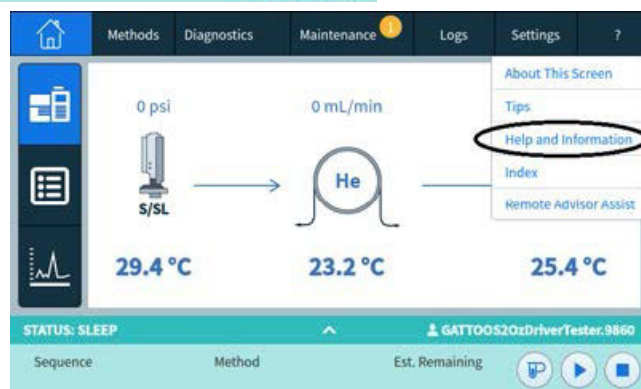 Methods Diagnostics Maintenance 1 Logs Settings ?
About This Screen
Tips
Help and Information
Index
Remote Advisor Assist
0 psi 0 mL/min
He
S/SL
29.4 °C 23.2 °C 25.4 °C
STATUS: SLEEP GATTOOS2OzDriverTester.9860
Sequence Method Est. Remaining
P